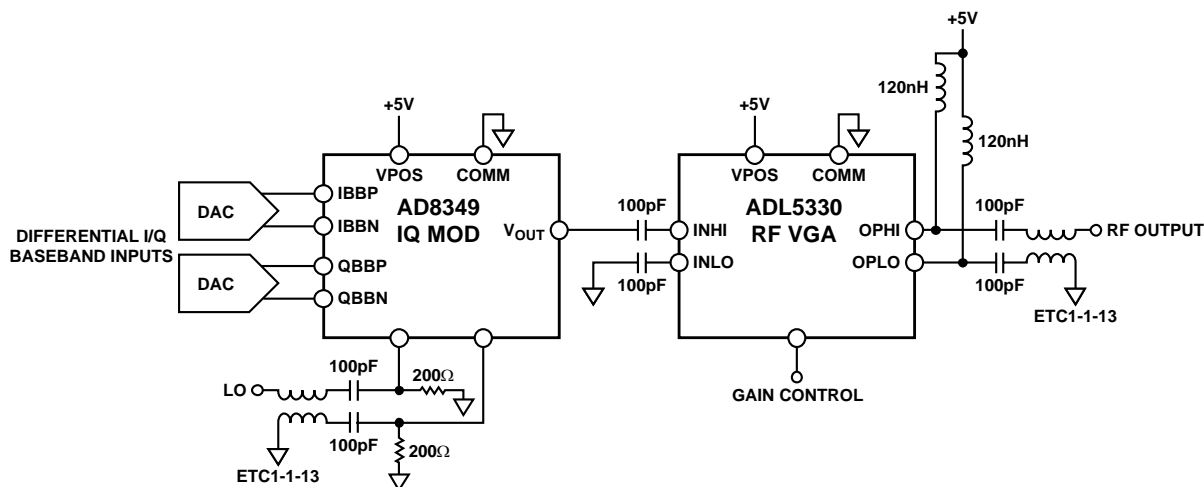 +5V
120nH
120nH
+5V
VPOS
COMM
+5V
VPOS
COMM
DIFFERENTIAL I/Q
BASEBAND INPUTS
DAC
DAC
IBBP
IBBN
QBBP
QBBN
AD8349
IQ MOD
VOUT
100pF
100pF
INHI
INLO
ADL5330
RF VGA
OPHI
OPLO
100pF
100pF
RF OUTPUT
ETC1-1-13
LO
100pF
200Ω
100pF
200Ω
ETC1-1-13
GAIN CONTROL